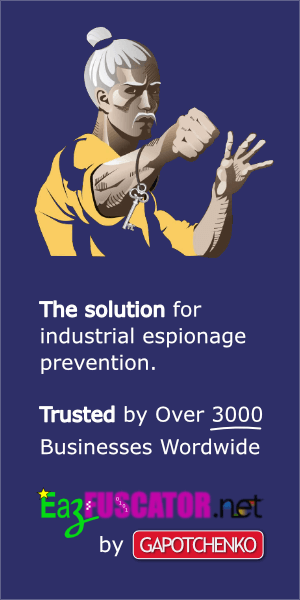 The solution for
industrial espionage
prevention.
Trusted by Over 3000
Businesses Wordwide
EazFUSCATOR.net
by GAPOTCHENKO